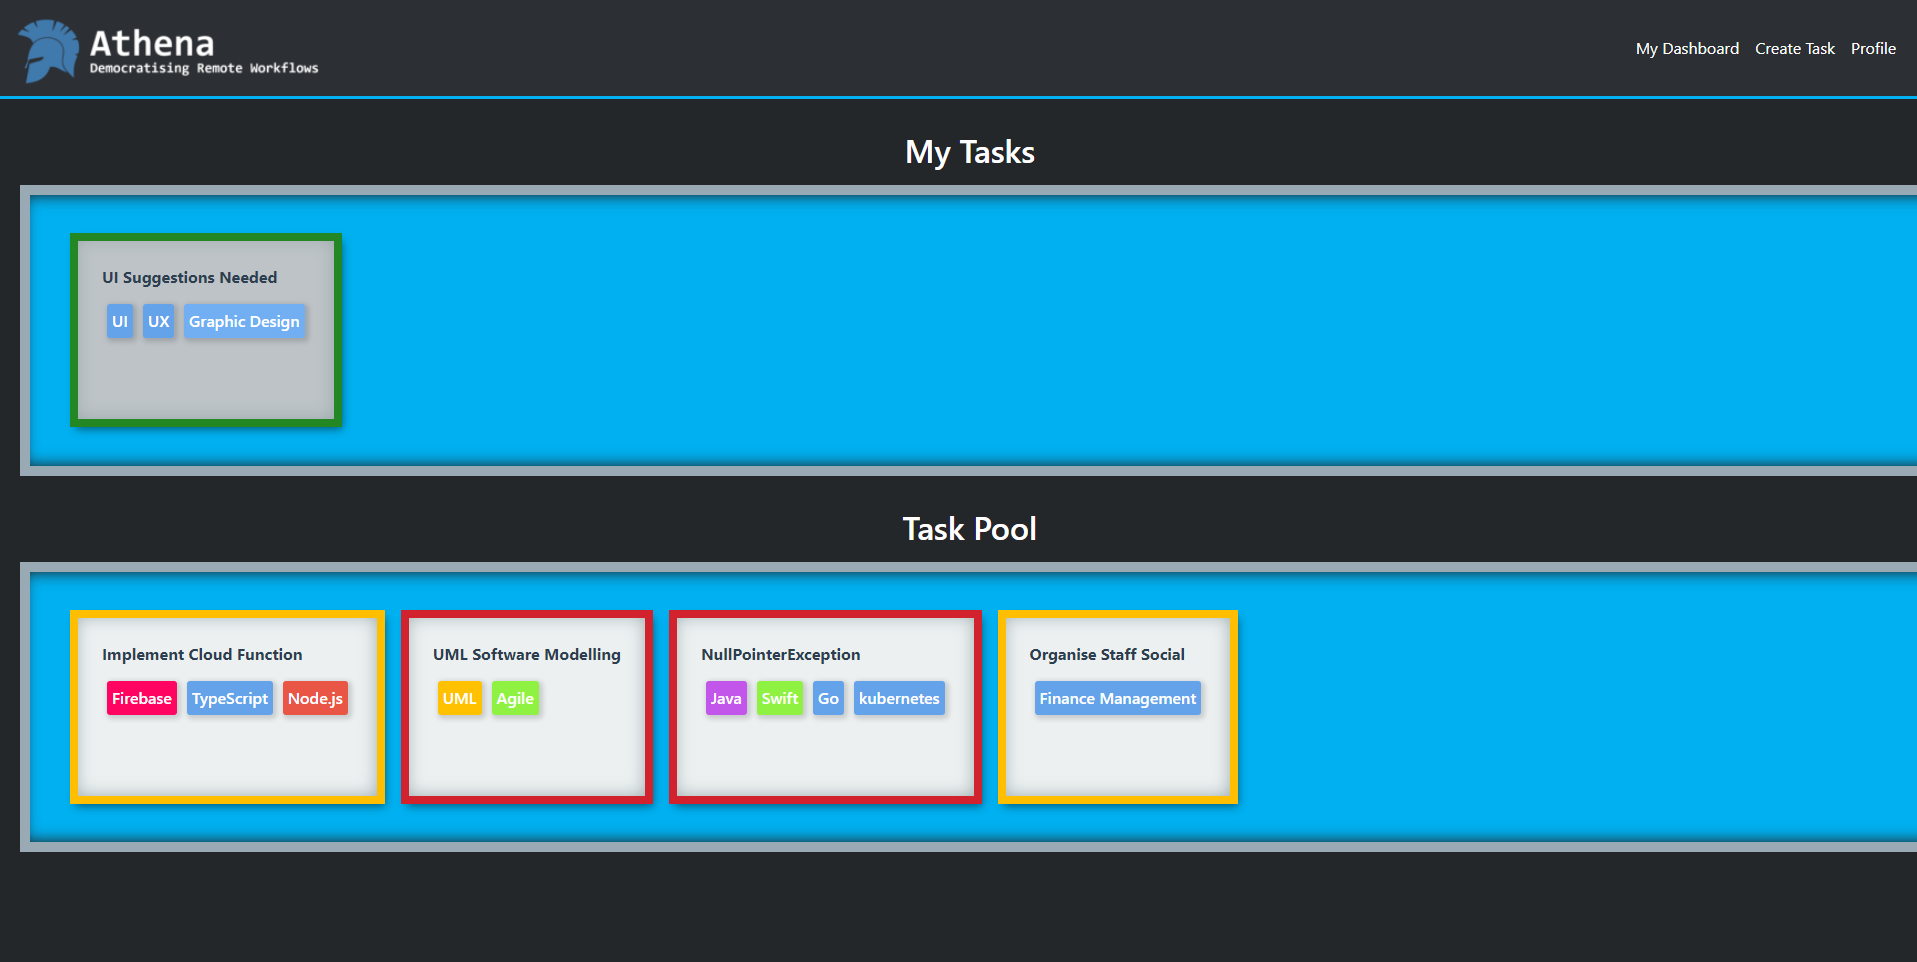 Athena
Democratising Remote Workflows
My Dashboard Create Task Profile
My Tasks
UI Suggestions Needed
UI UX Graphic Design
Task Pool
Implement Cloud Function
Firebase TypeScript Node.js
UML Software Modelling
UML Agile
NullPointerException
Java Swift Go kubernetes
Organise Staff Social
Finance Management